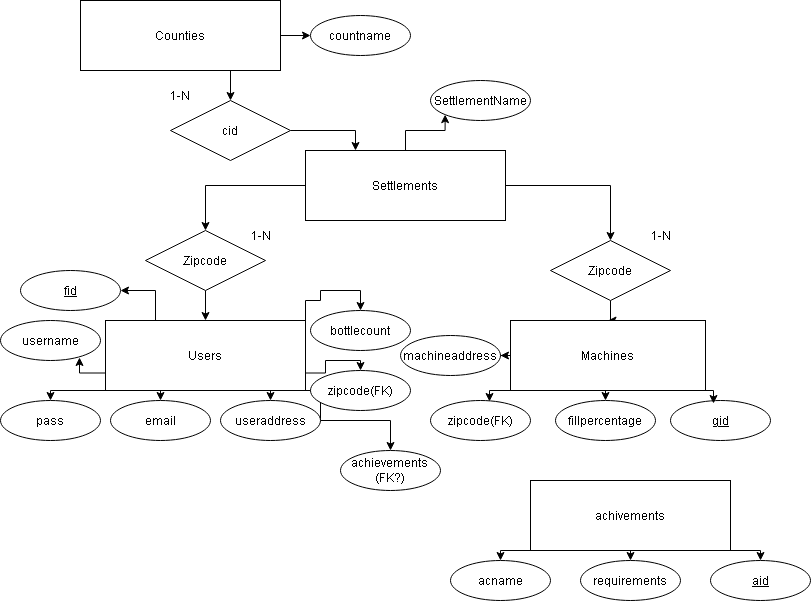 Counties
countname
1-N
cid
SettlementName
Settlements
Zipcode
1-N
Zipcode
1-N
fid
username
Users
bottlecount
machineaddress
Machines
zipcode(FK)
pass
email
useraddress
zipcode(FK)
fillpercentage
gid
achievements
(FK?)
achivements
acname
requirements
aid